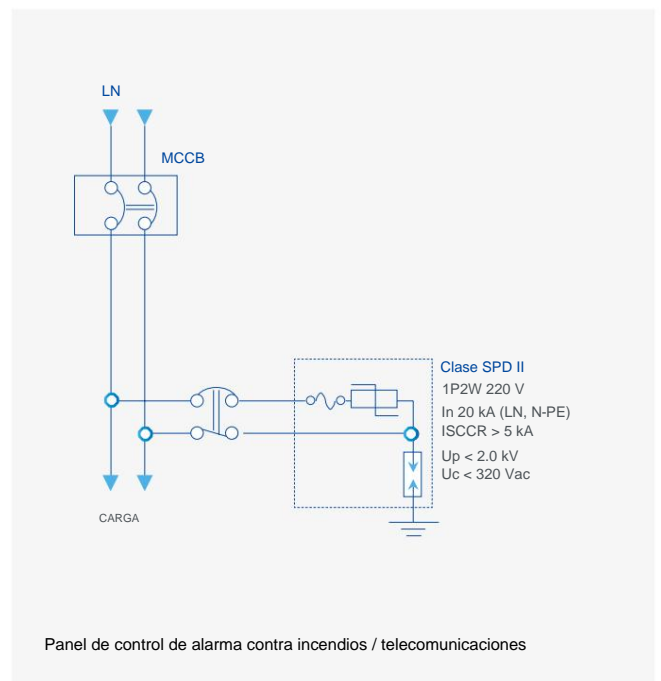 LN
MCCB
Clase SPD II
1P2W 220 V
In 20 kA (LN, N-PE)
ISCCR > 5 kA
Up < 2.0 kV
Uc < 320 Vac
CARGA
Panel de control de alarma contra incendios / telecomunicaciones